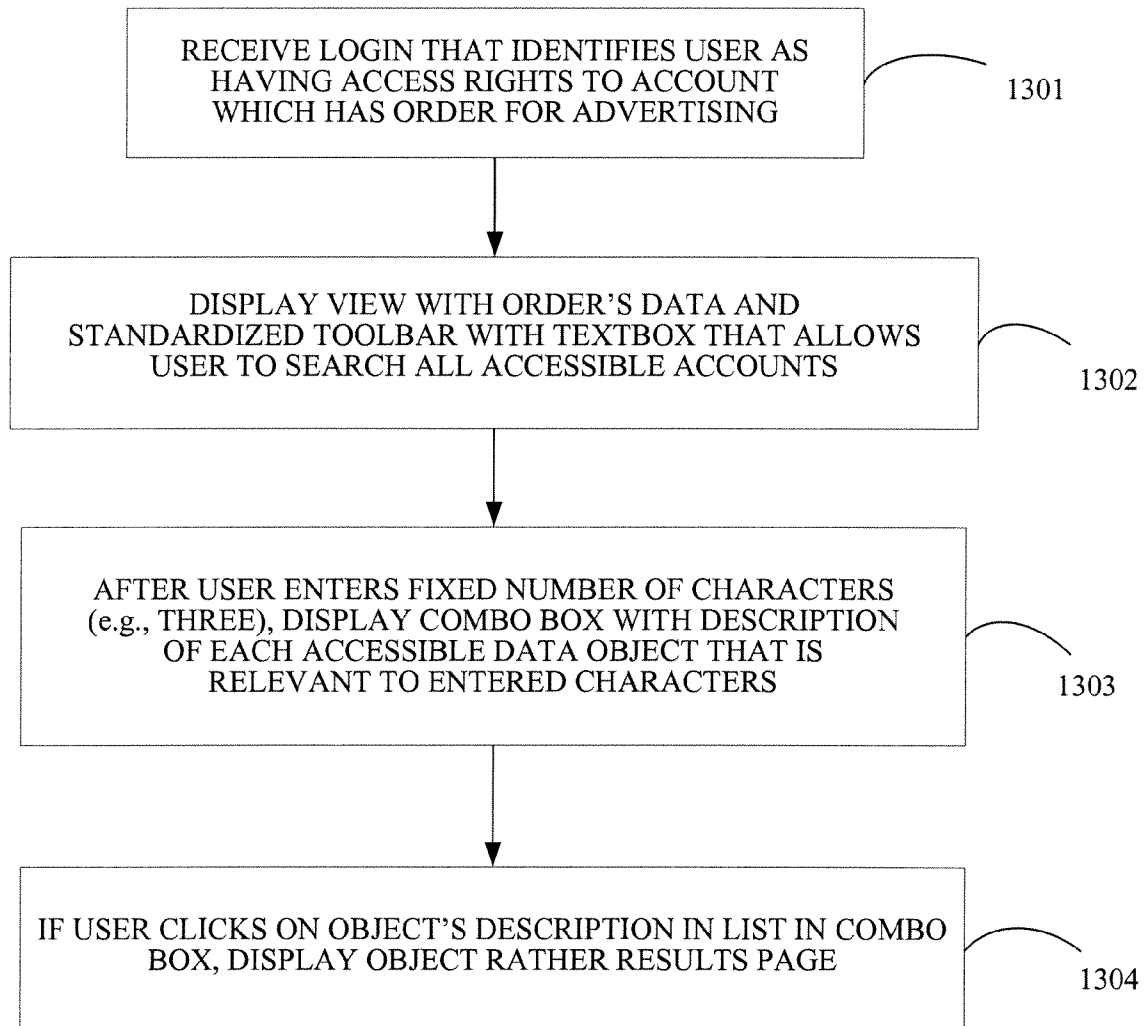 RECEIVE LOGIN THAT IDENTIFIES USER AS
HAVING ACCESS RIGHTS TO ACCOUNT
WHICH HAS ORDER FOR ADVERTISING
1301
DISPLAY VIEW WITH ORDER'S DATA AND
STANDARDIZED TOOLBAR WITH TEXTBOX THAT ALLOWS
USER TO SEARCH ALL ACCESSIBLE ACCOUNTS
1302
AFTER USER ENTERS FIXED NUMBER OF CHARACTERS
(e.g., THREE), DISPLAY COMBO BOX WITH DESCRIPTION
OF EACH ACCESSIBLE DATA OBJECT THAT IS
RELEVANT TO ENTERED CHARACTERS
1303
IF USER CLICKS ON OBJECT'S DESCRIPTION IN LIST IN COMBO
BOX, DISPLAY OBJECT RATHER RESULTS PAGE
1304